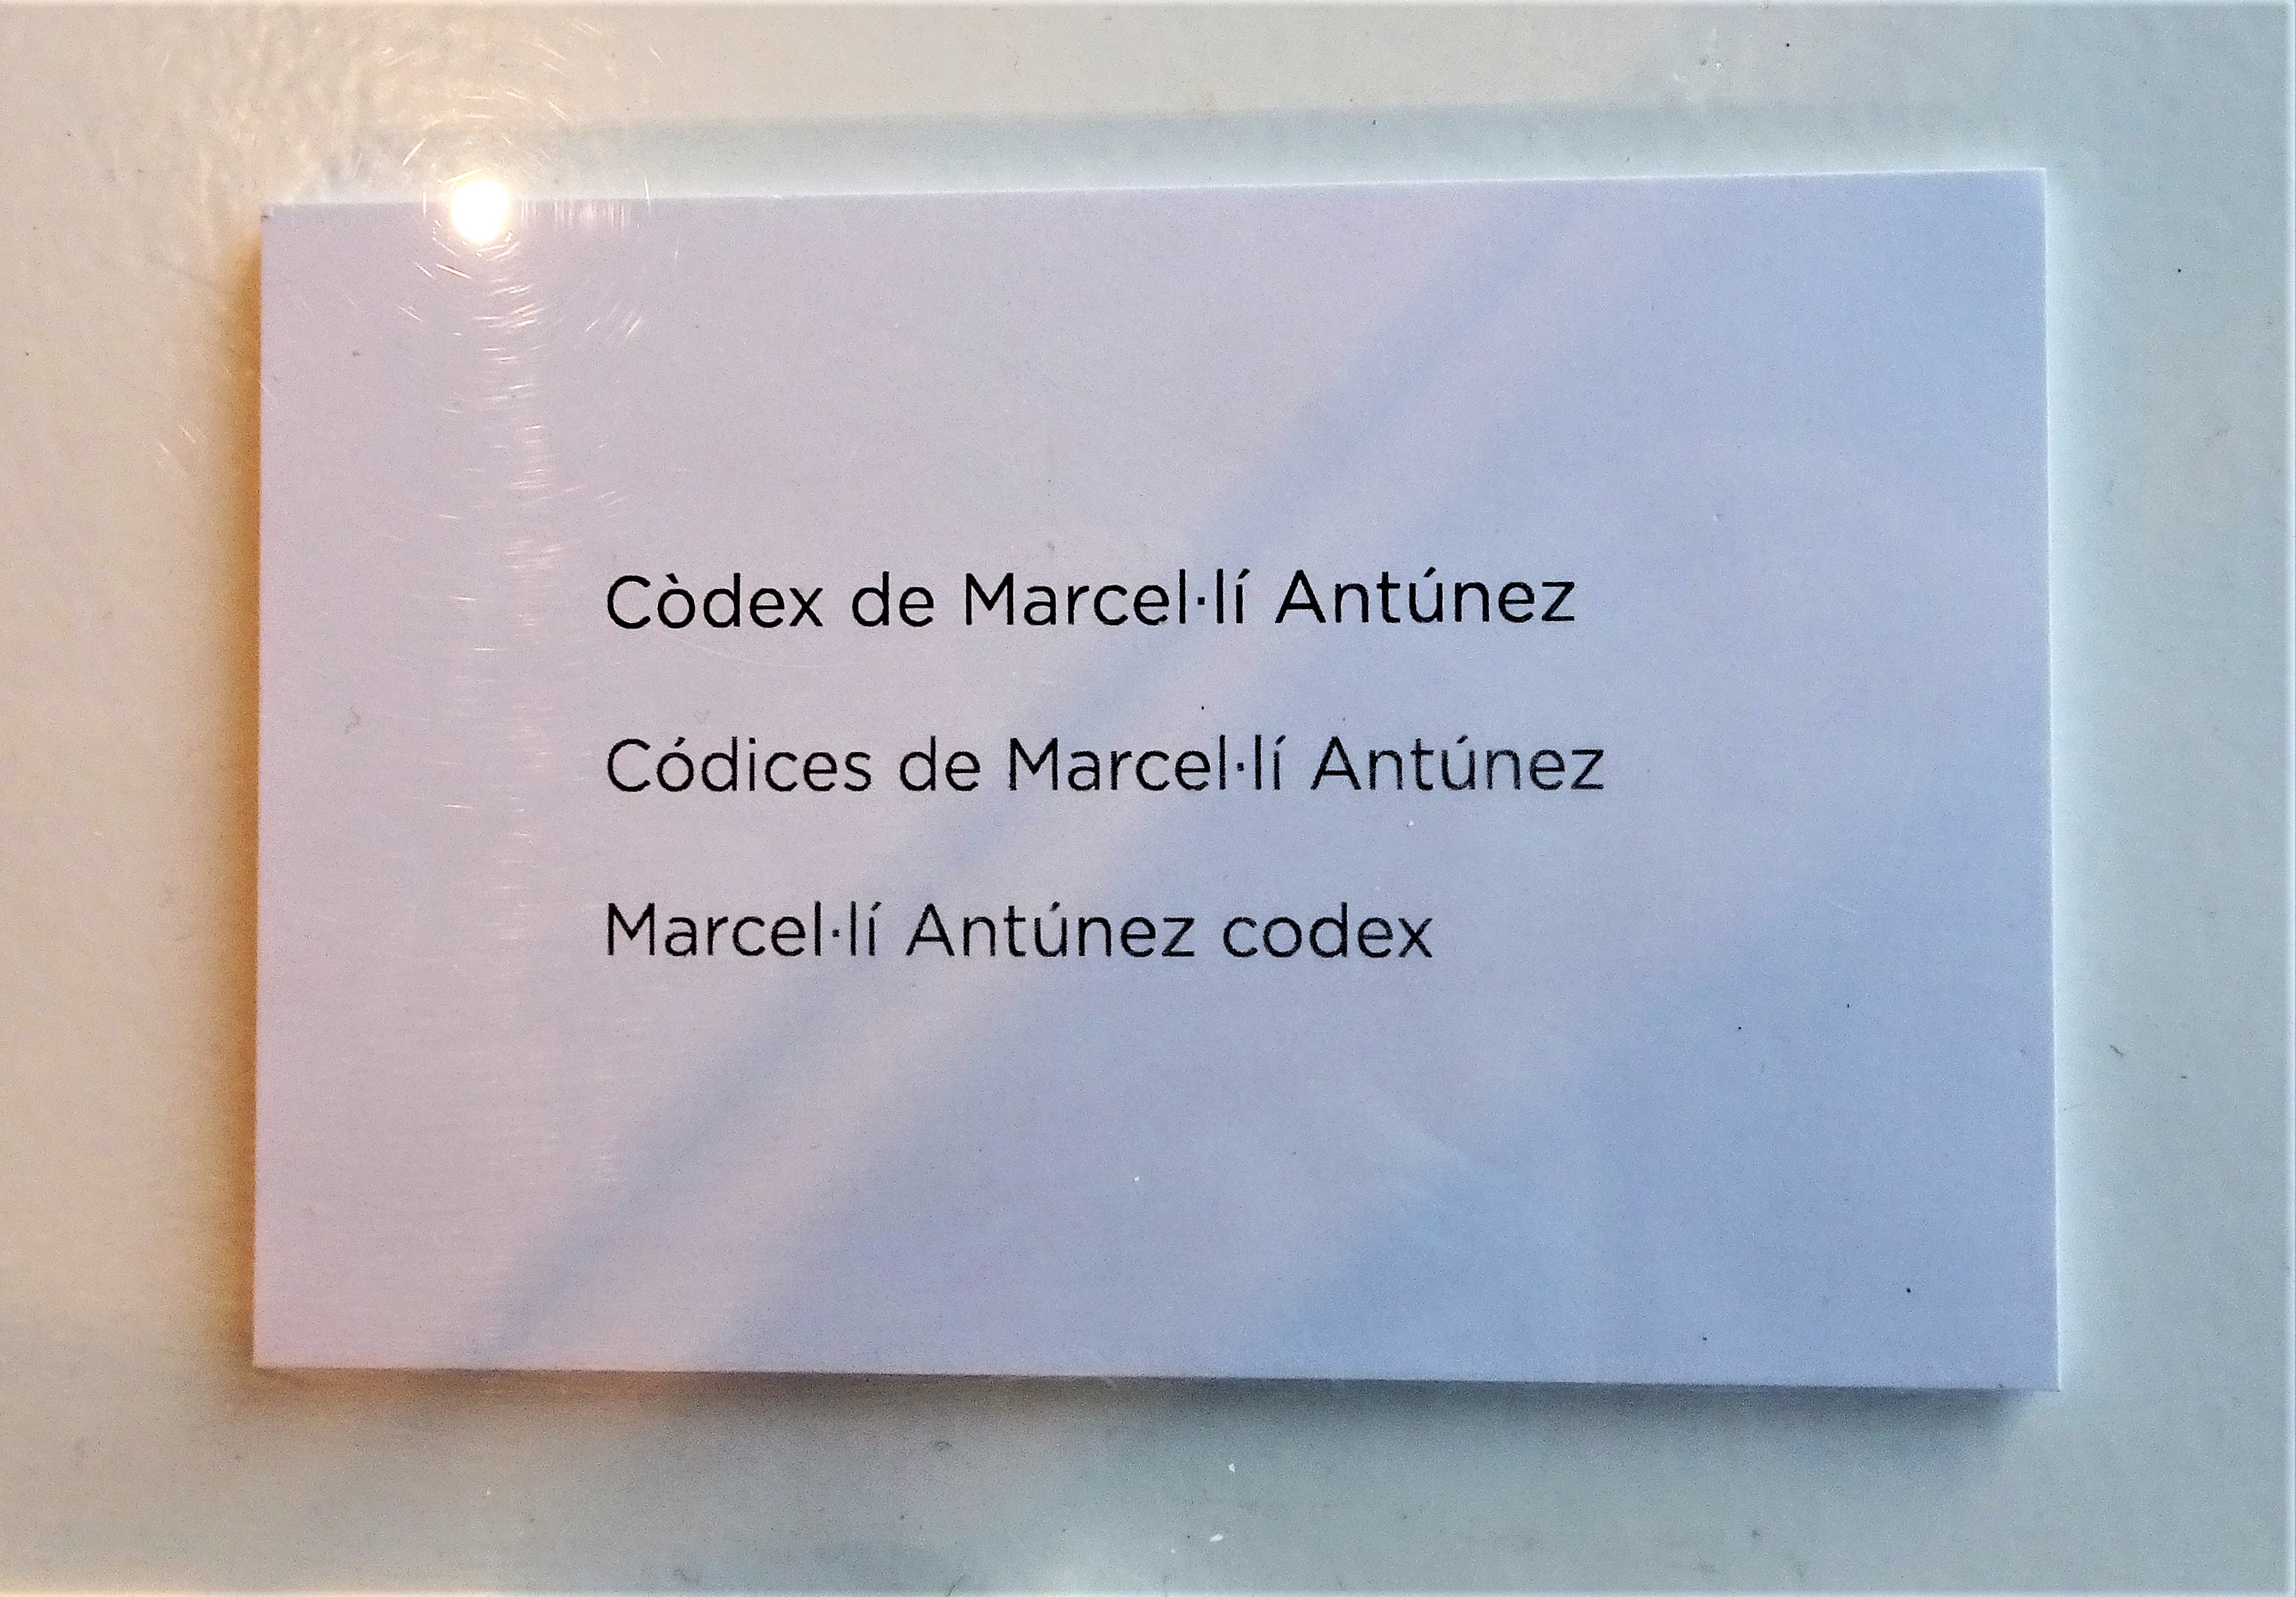 Còdex de Marcel·lí Antúnez
Códices de Marcel·lí Antúnez
Marcel·lí Antúnez codex